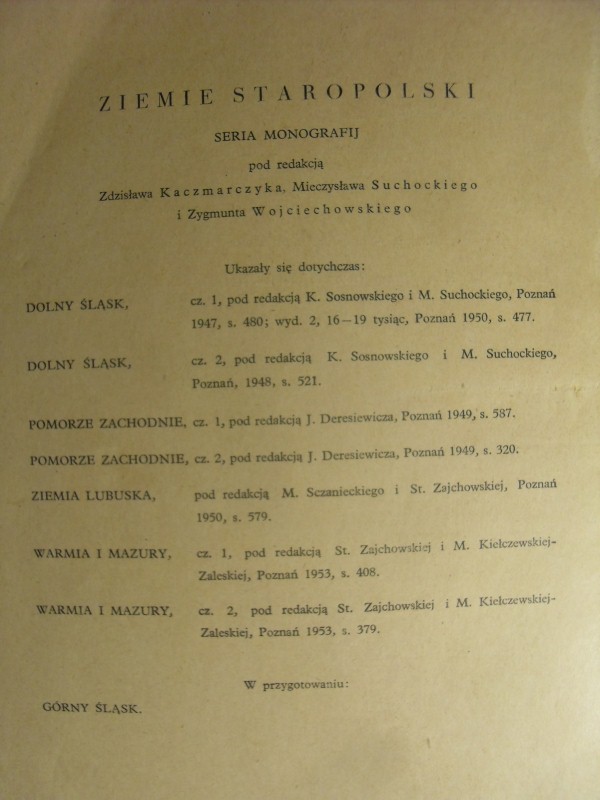 ZIEMIE STAROPOLSKI
SERIA MONOGRAFIJ
pod redakcją
Zdzisława Kaczmarczyka, Mieczysława Suchockiego
i Zygmunta Wojciechowskiego
Ukazały się dotychczas:
DOLNY ŚLĄSK, cz. 1, pod redakcją K. Sosnowskiego i M. Suchockiego, Poznań
1947, s. 480; wyd. 2, 16—19 tysiąc, Poznań 1950, s. 477.
DOLNY ŚLĄSK, cz. 2, pod redakcją K. Sosnowskiego i M. Suchockiego,
Poznań, 1948, s. 521.
POMORZE ZACHODNIE, cz. 1, pod redakcją J. Deresiewicza, Poznań 1949, s. 587.
POMORZE ZACHODNIE, cz. 2, pod redakcją J. Deresiewicza, Poznań 1949, s. 320.
ZIEMIA LUBUSKA, pod redakcją M. Sczanieckiego i St. Zajchowskiej, Poznań
1950, s. 579.
WARMIA I MAZURY, cz. 1, pod redakcją St. Zajchowskiej i M. Kiełczewskiej-
Zaleskiej, Poznań 1953, s. 408.
WARMIA I MAZURY, cz. 2, pod redakcją St. Zajchowskiej i M. Kiełczewskiej-
Zaleskiej, Poznań 1953, s. 379.
W przygotowaniu:
GÓRNY ŚLĄSK.